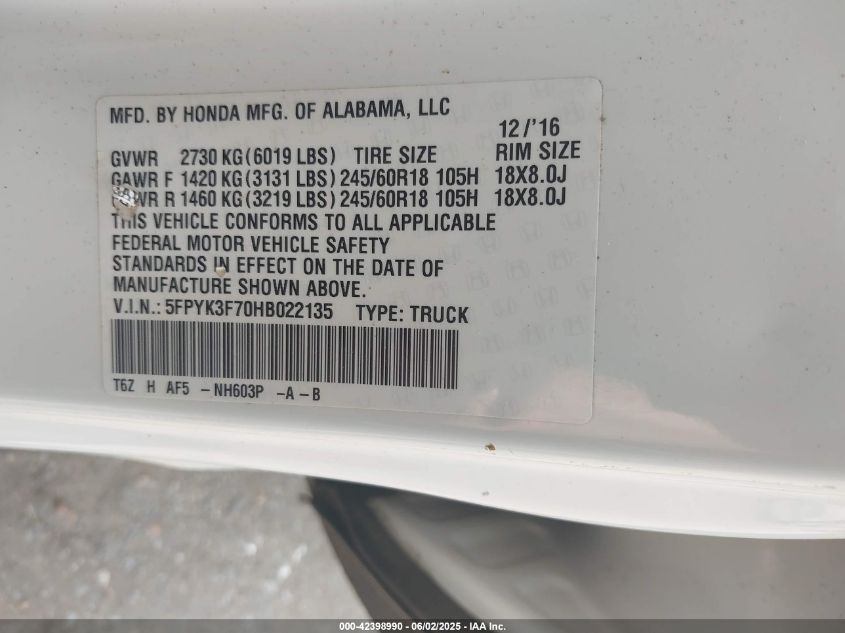 MFD. BY HONDA MFG. OF ALABAMA, LLC
12/'16
GVWR 2730 KG(6019 LBS) TIRE SIZE RIM SIZE
GAWR F 1420 KG(3131 LBS) 245/60R18 105H 18X8.0J
WR R 1460 KG(3219 LBS) 245/60R18 105H 18X8.0J
THIS VEHICLE CONFORMS TO ALL APPLICABLE
FEDERAL MOTOR VEHICLE SAFETY
STANDARDS IN EFFECT ON THE DATE OF
MANUFACTURE SHOWN ABOVE.
V.I.N.: 5FPYK3F70HB022135 TYPE: TRUCK
T6Z H AF5 -NH603P -A-B
000-42398990 - 06/02/2025 - IAA Inc.